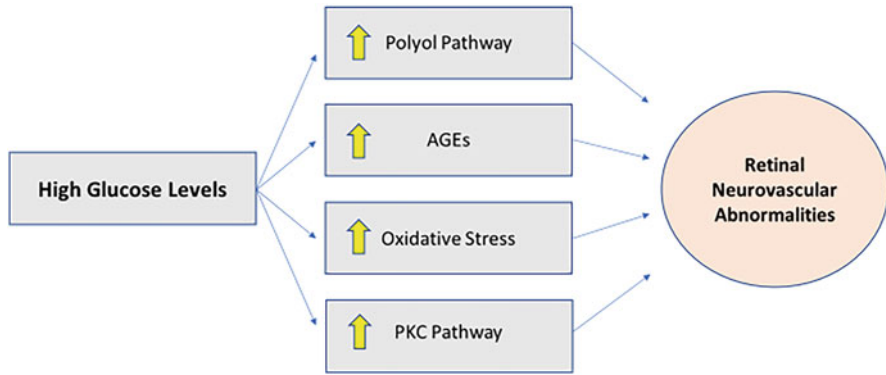 High Glucose Levels
Polyol Pathway
AGEs
Oxidative Stress
PKC Pathway
Retinal
Neurovascular
Abnormalities